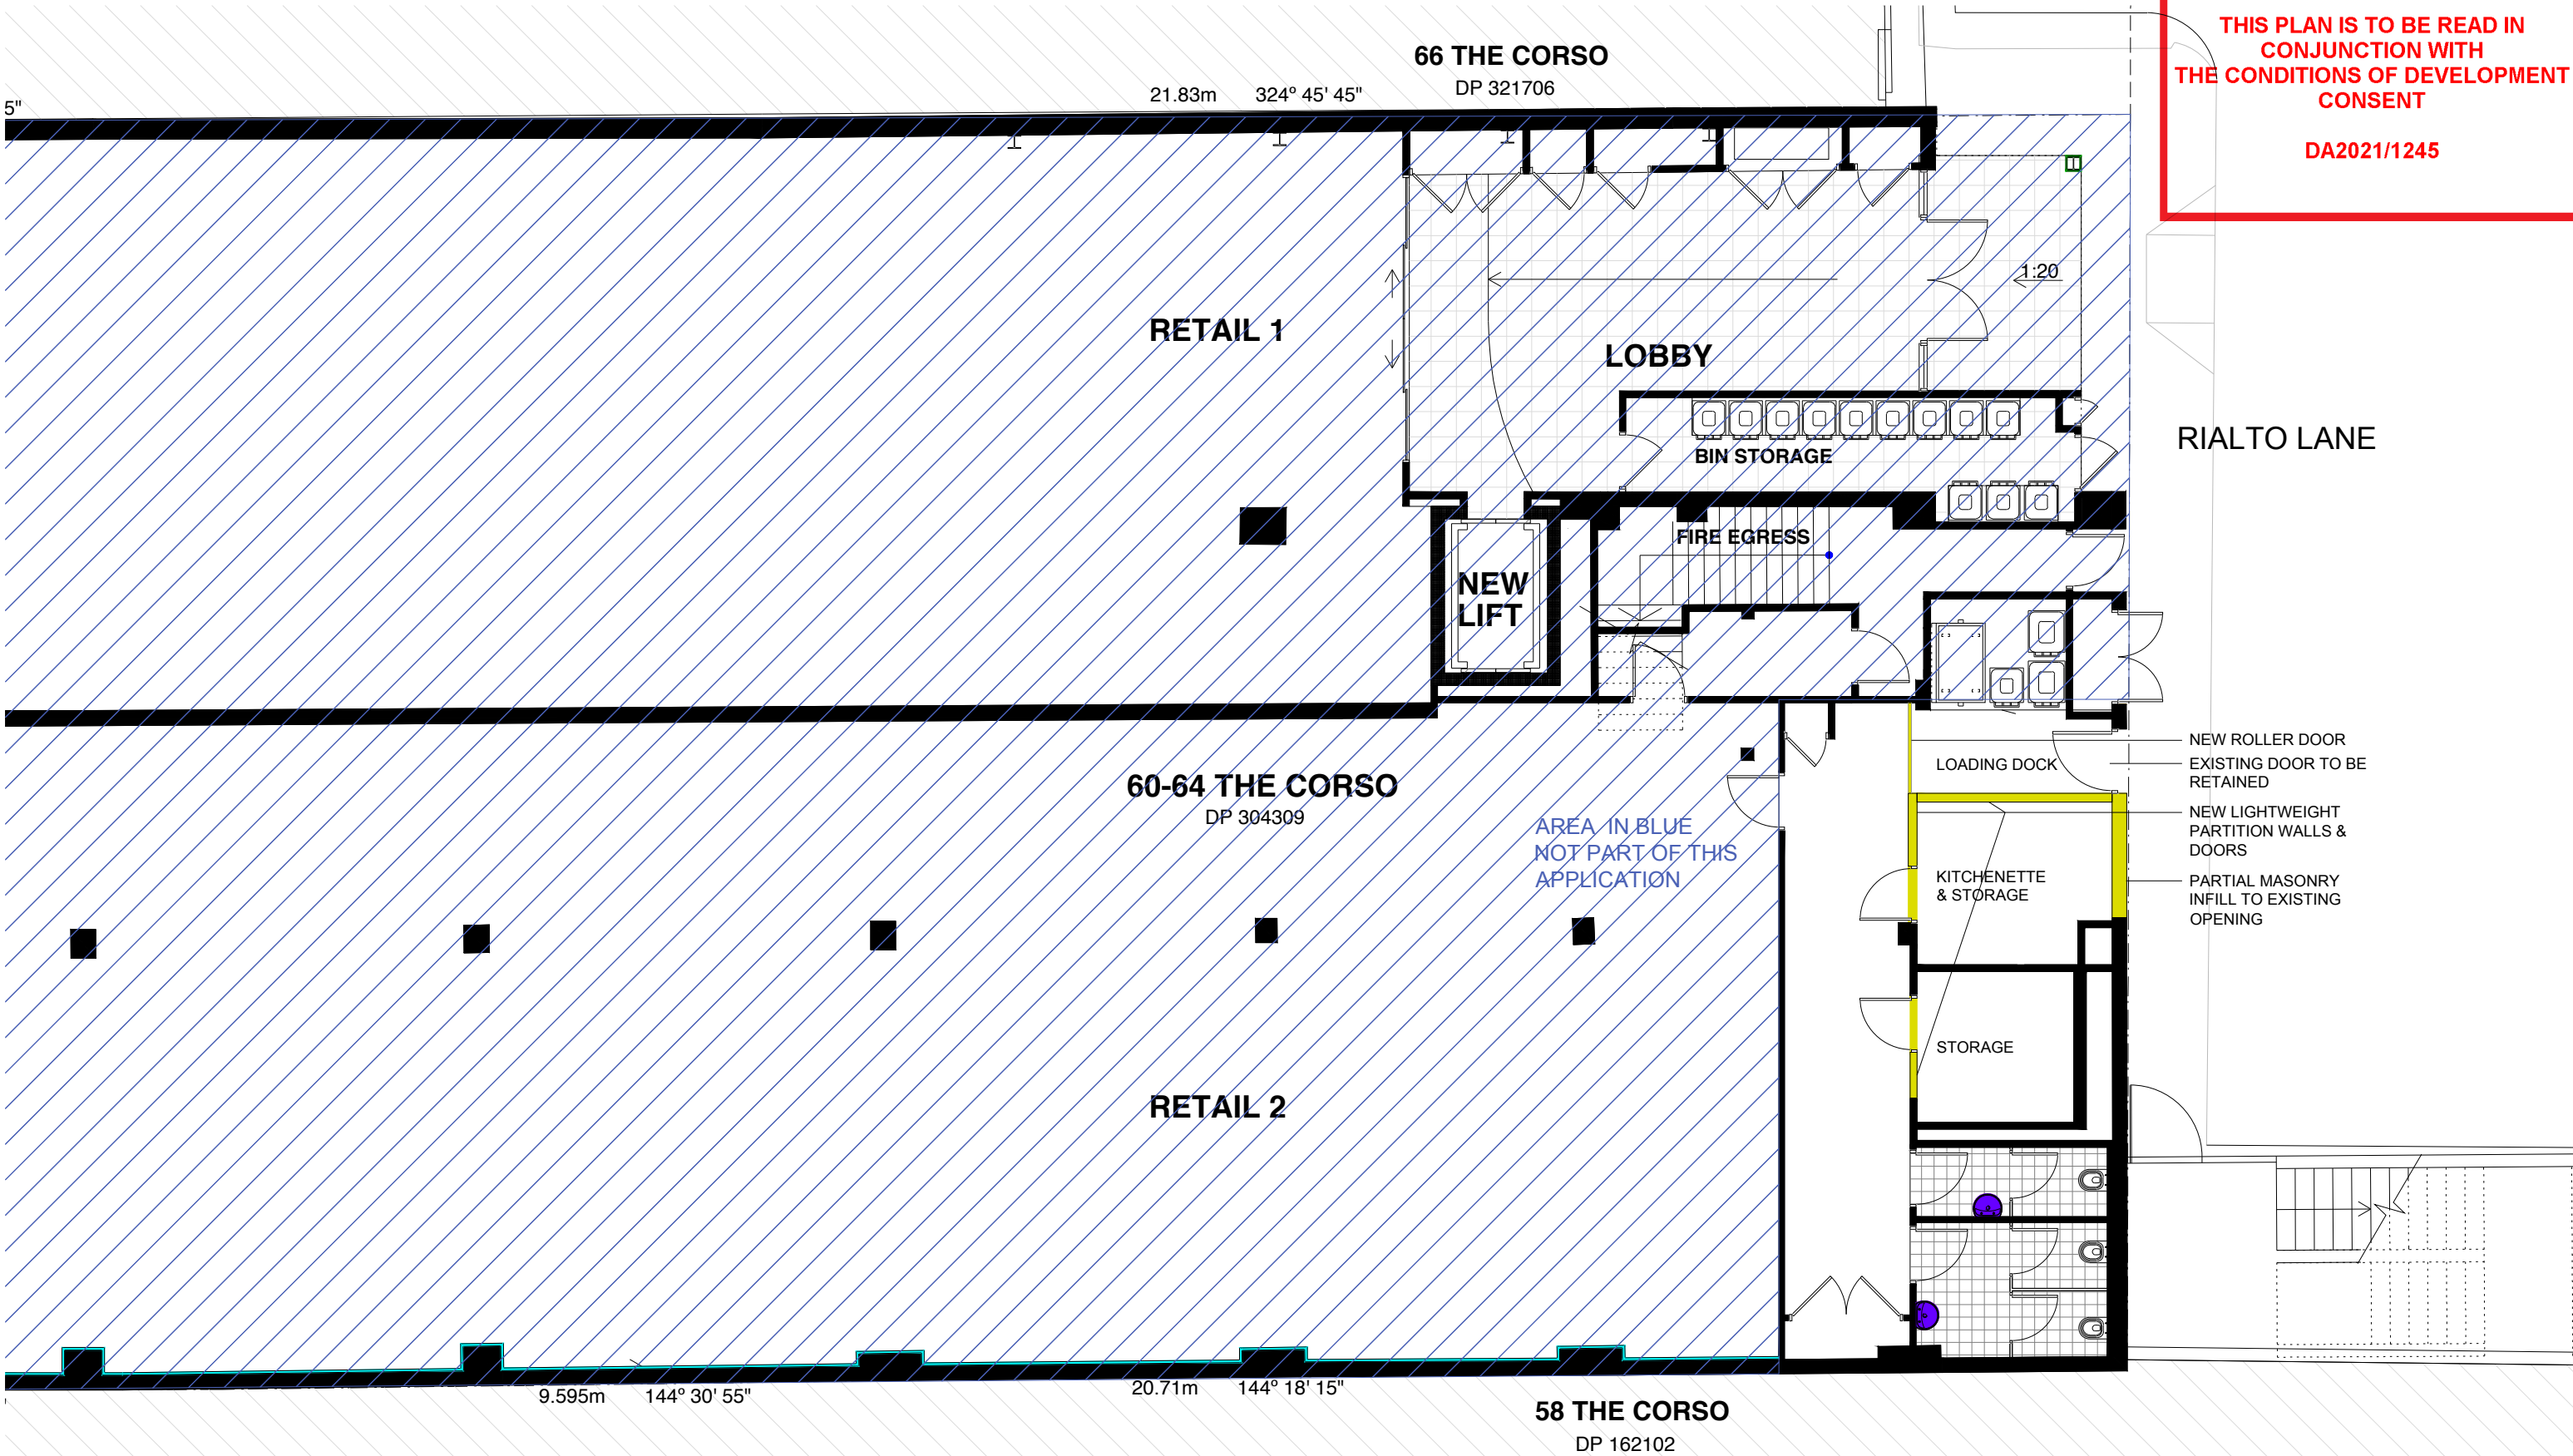 THIS PLAN IS TO BE READ IN
CONJUNCTION WITH
THE CONDITIONS OF DEVELOPMENT
CONSENT
DA2021/1245
66 THE CORSO
DP 321706
5"
21.83m 324° 45' 45"
1:20
RETAIL 1
LOBBY
RIALTO LANE
BIN STORAGE
FIRE EGRESS
NEW
LIFT
NEW ROLLER DOOR
LOADING DOCK
EXISTING DOOR TO BE
RETAINED
60-64 THE CORSO
DP 304309
NEW LIGHTWEIGHT
PARTITION WALLS &
DOORS
AREA IN BLUE
NOT PART OF THIS
APPLICATION
KITCHENETTE
& STORAGE
PARTIAL MASONRY
INFILL TO EXISTING
OPENING
STORAGE
RETAIL 2
9.595m 144° 30' 55"
20.71m 144° 18' 15"
58 THE CORSO
DP 162102